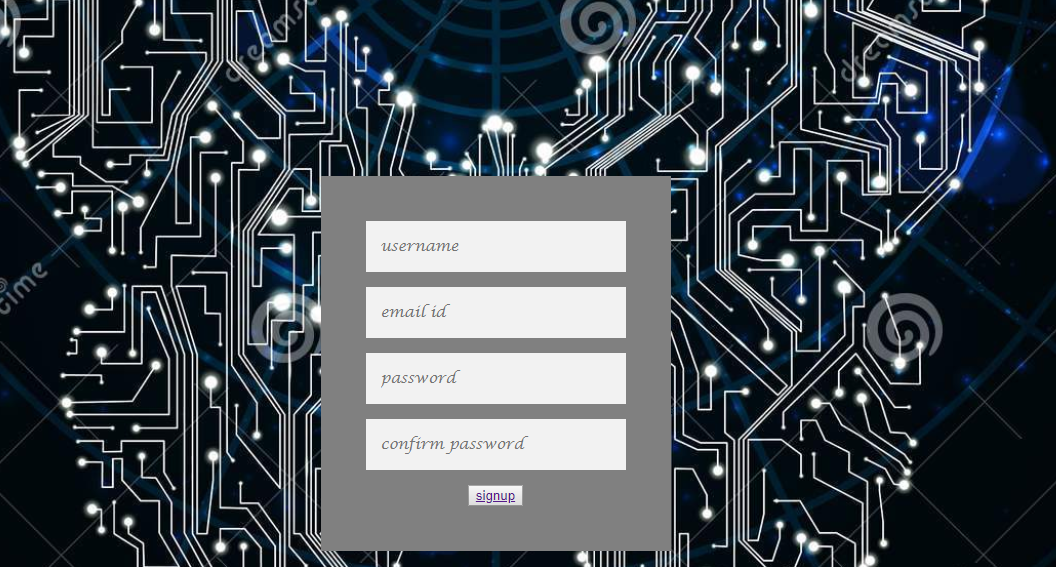 username
email id
password
confirm password
signup